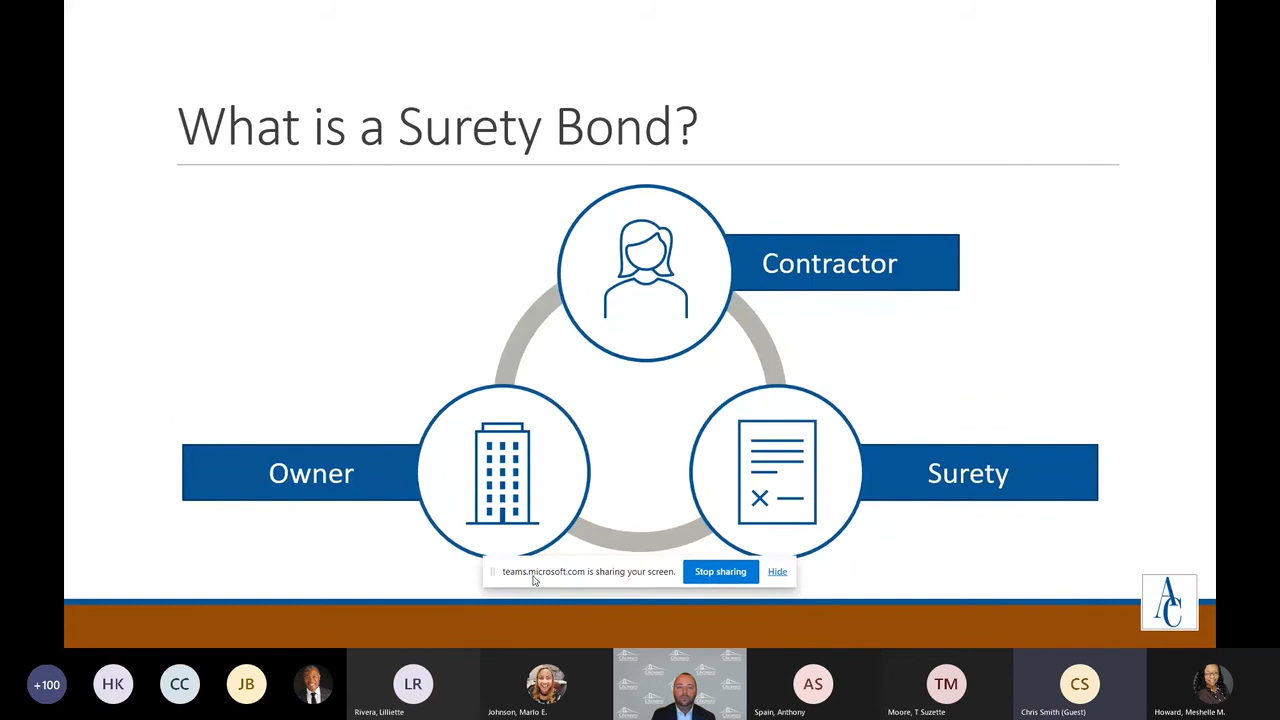 What is a Surety Bond?
Contractor
Owner
Surety
teams.microsoft.com is sharing your screen.
Stop sharing
Hide
AC
+100
HK
CC
JB
LR
AS
TM
CS
Rivera, Lilliette
Johnson, Marlo E.
Spain, Anthony
Moore, T Suzette
Chris Smith (Guest)
Howard, Meshelle M.